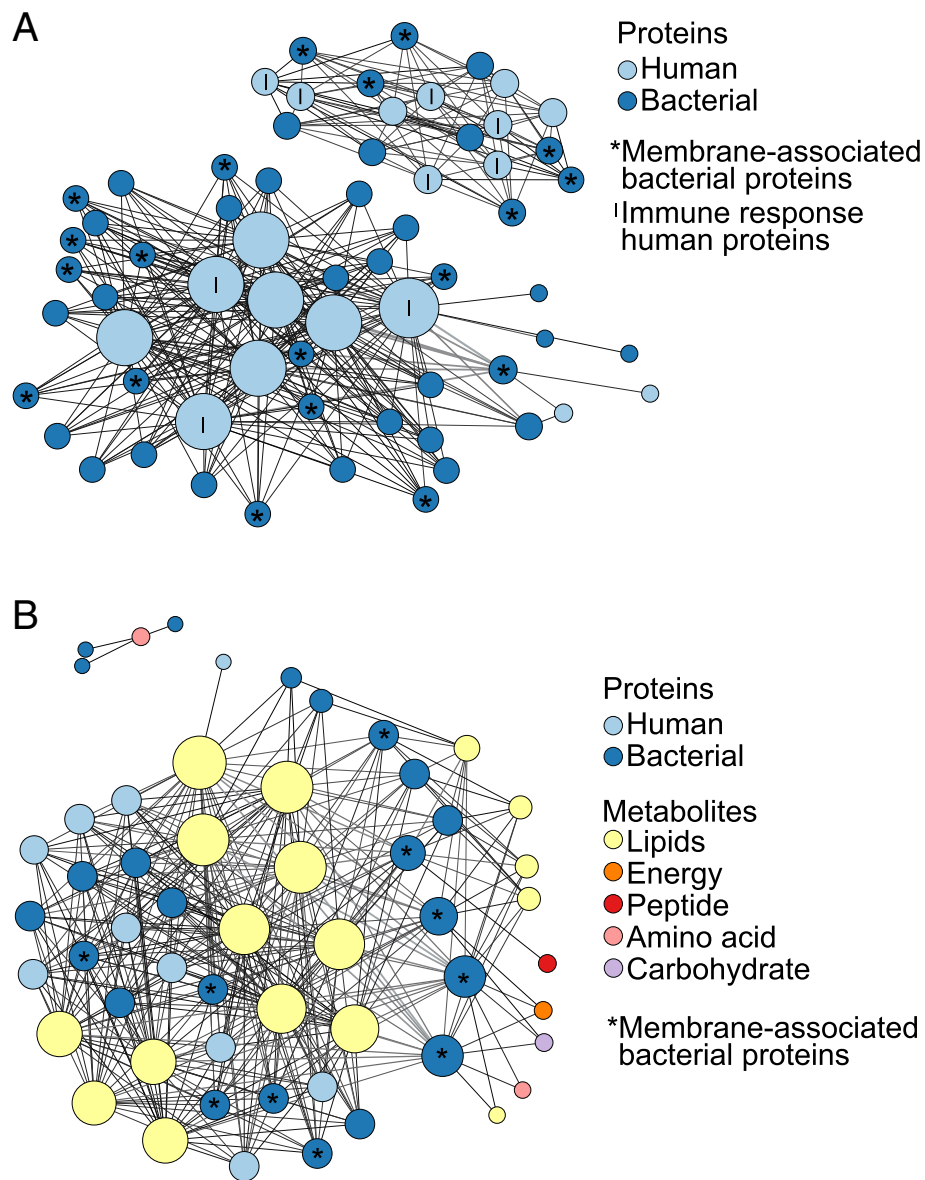 A
Proteins
Human
Bacterial
*Membrane-associated
bacterial proteins
IImmune response
human proteins
* * * * * * I I I I I I
* * * * * * * * * * * * * I I I
B
Proteins
Human
Bacterial
Metabolites
Lipids
Energy
Peptide
Amino acid
Carbohydrate
*Membrane-associated
bacterial proteins
* * * * * * * * * *